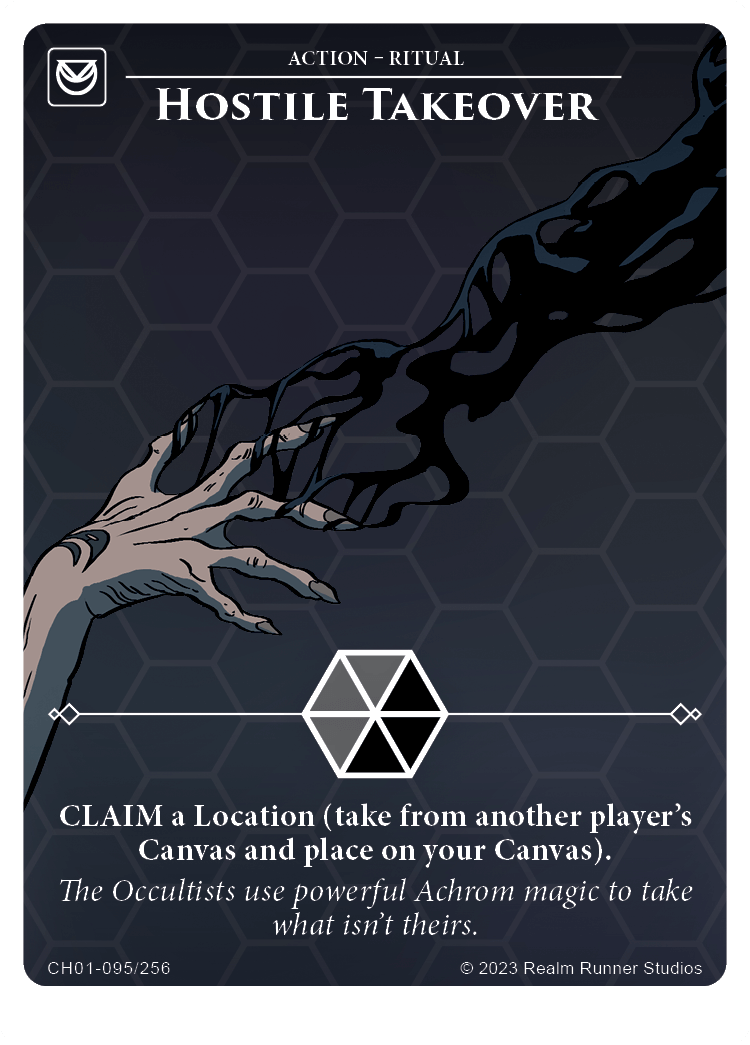 ACTION – RITUAL
HOSTILE TAKEOVER
CLAIM a Location (take from another player’s
Canvas and place on your Canvas).
The Occultists use powerful Achrom magic to take
what isn’t theirs.
CH01-095/256
© 2023 Realm Runner Studios